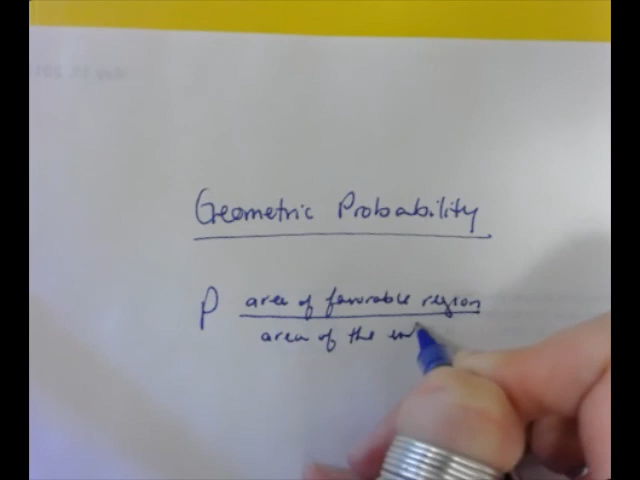 Geometric Probability
P area of favorable region
area of the